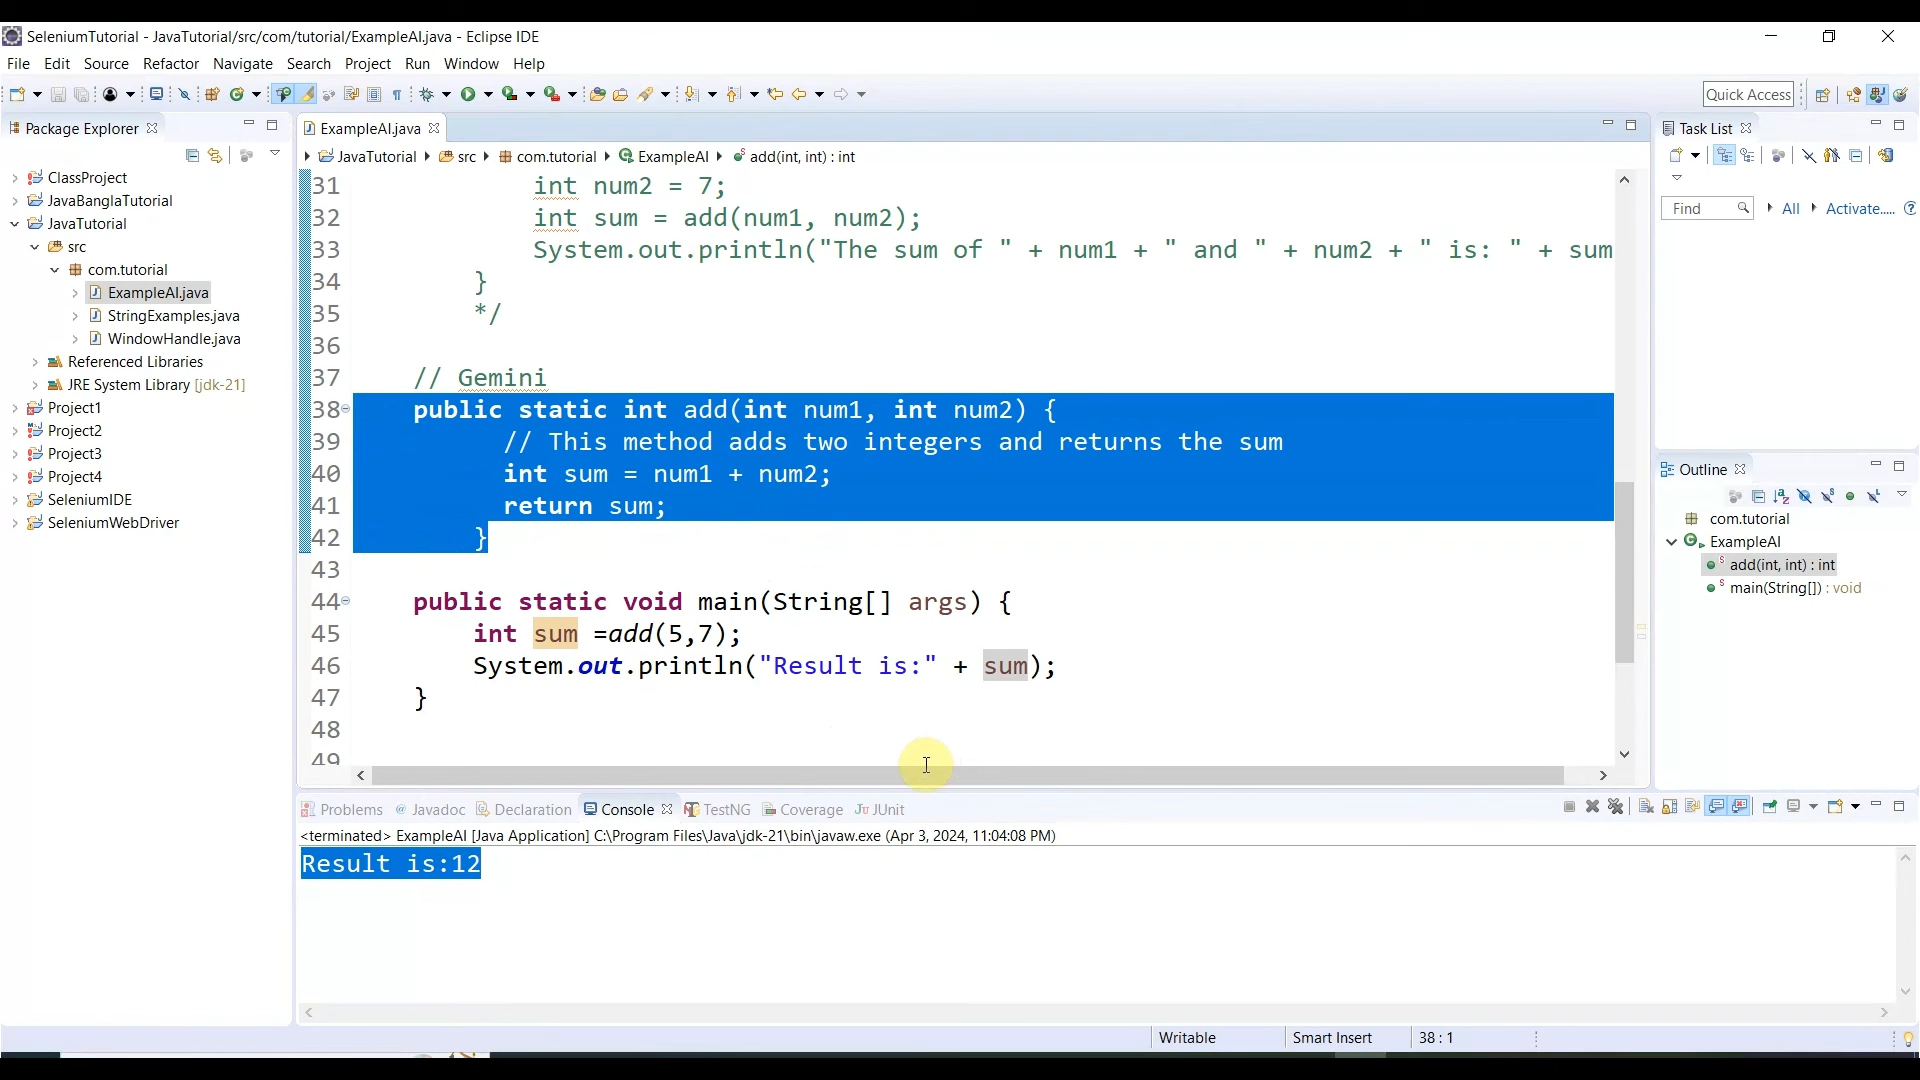 SeleniumTutorial - JavaTutorial/src/com/tutorial/ExampleAI.java - Eclipse IDE
File Edit Source Refactor Navigate Search Project Run Window Help
Quick Access
Package Explorer
ClassProject
JavaBanglaTutorial
JavaTutorial
src
com.tutorial
ExampleAI.java
StringExamples.java
WindowHandle.java
Referenced Libraries
JRE System Library [jdk-21]
Project1
Project2
Project3
Project4
SeleniumIDE
SeleniumWebDriver
ExampleAI.java
JavaTutorial src com.tutorial ExampleAI add(int, int) : int
31 int num2 = 7;
32 int sum = add(num1, num2);
33 System.out.println("The sum of " + num1 + " and " + num2 + " is: " + sum
34 }
35 */
36
37 // Gemini
38 public static int add(int num1, int num2) {
39 // This method adds two integers and returns the sum
40 int sum = num1 + num2;
41 return sum;
42 }
43
44 public static void main(String[] args) {
45 int sum =add(5,7);
46 System.out.println("Result is:" + sum);
47 }
48
49
Task List
Find All Activate.....
Outline
com.tutorial
ExampleAI
add(int, int) : int
main(String[]) : void
Problems Javadoc Declaration Console TestNG Coverage JUnit
<terminated> ExampleAI [Java Application] C:\Program Files\Java\jdk-21\bin\javaw.exe (Apr 3, 2024, 11:04:08 PM)
Result is:12
Writable Smart Insert 38 : 1